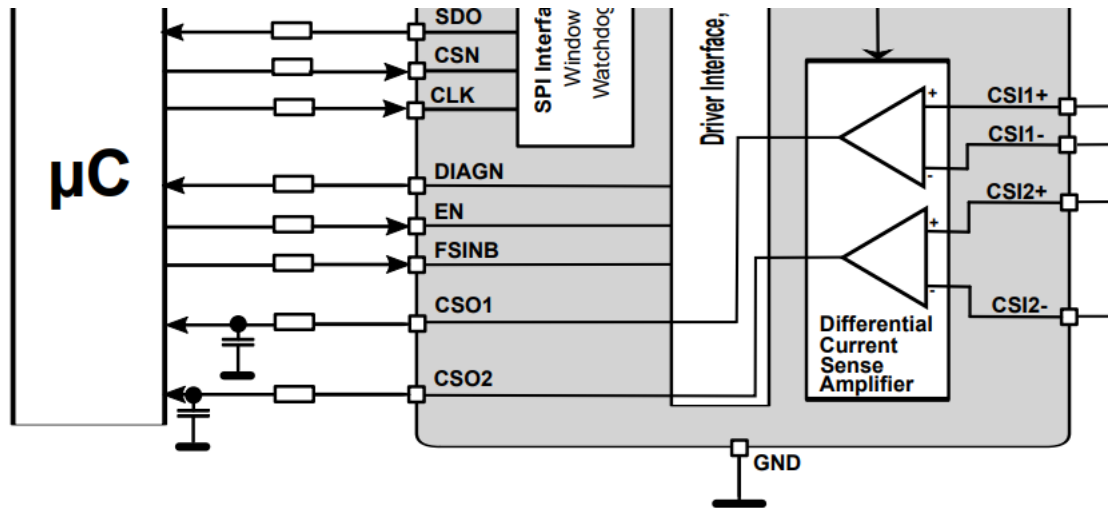 SDO
CSN
CLK
SPI Interfa
Window
Watchdog
Driver Interface,
µC
DIAGN
EN
FSINB
CSO1
CSO2
+
-
+
-
CSI1+
CSI1-
CSI2+
CSI2-
Differential
Current
Sense
Amplifier
GND